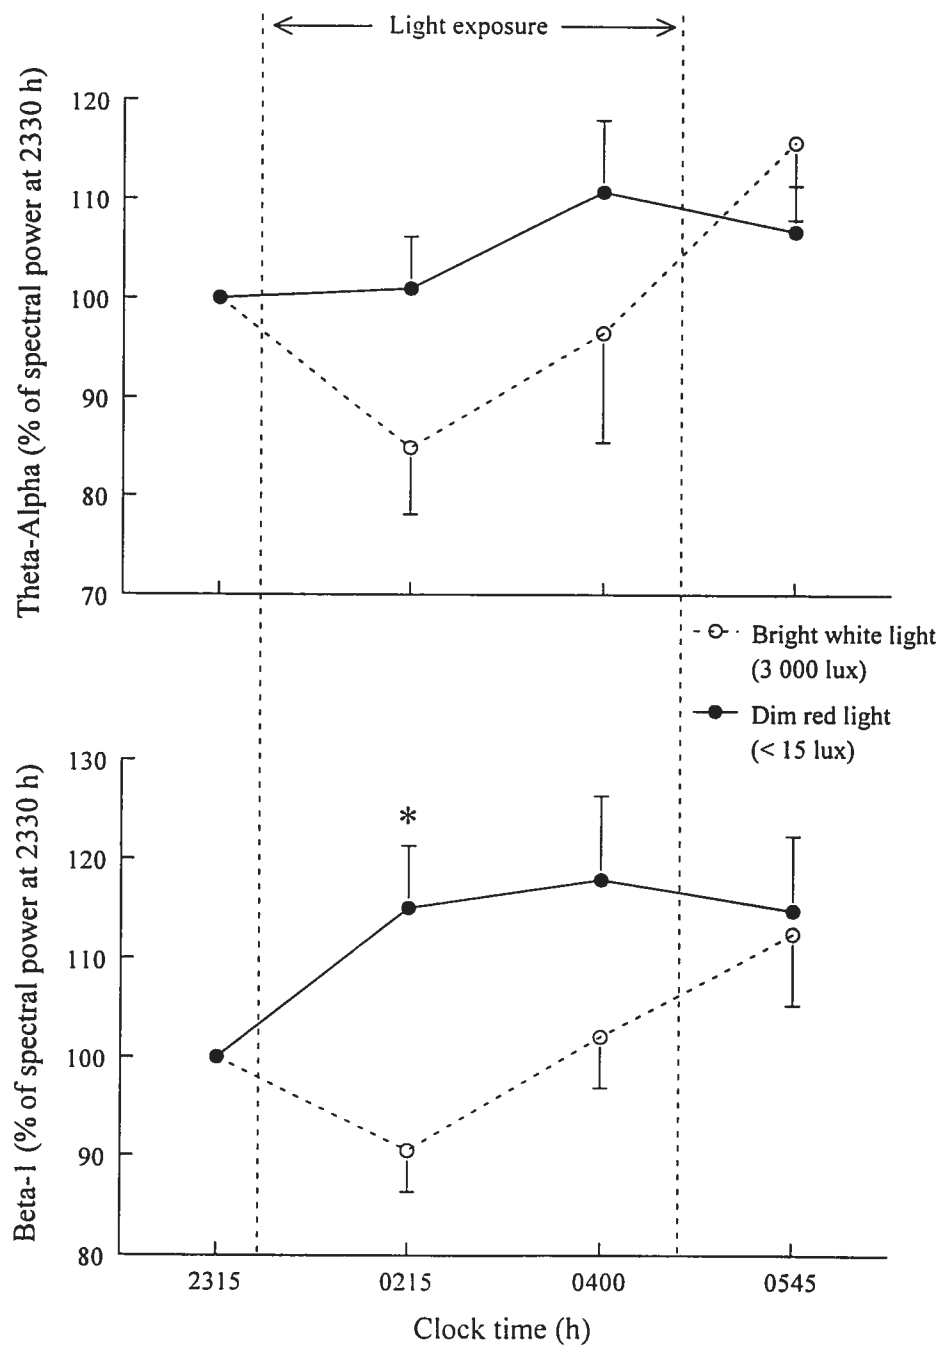 Light exposure
Theta-Alpha (% of spectral power at 2330 h)
120
110
100
90
80
70
Bright white light
(3 000 lux)
Dim red light
(< 15 lux)
Beta-1 (% of spectral power at 2330 h)
130
*
120
110
100
90
80
2315 0215 0400 0545
Clock time (h)